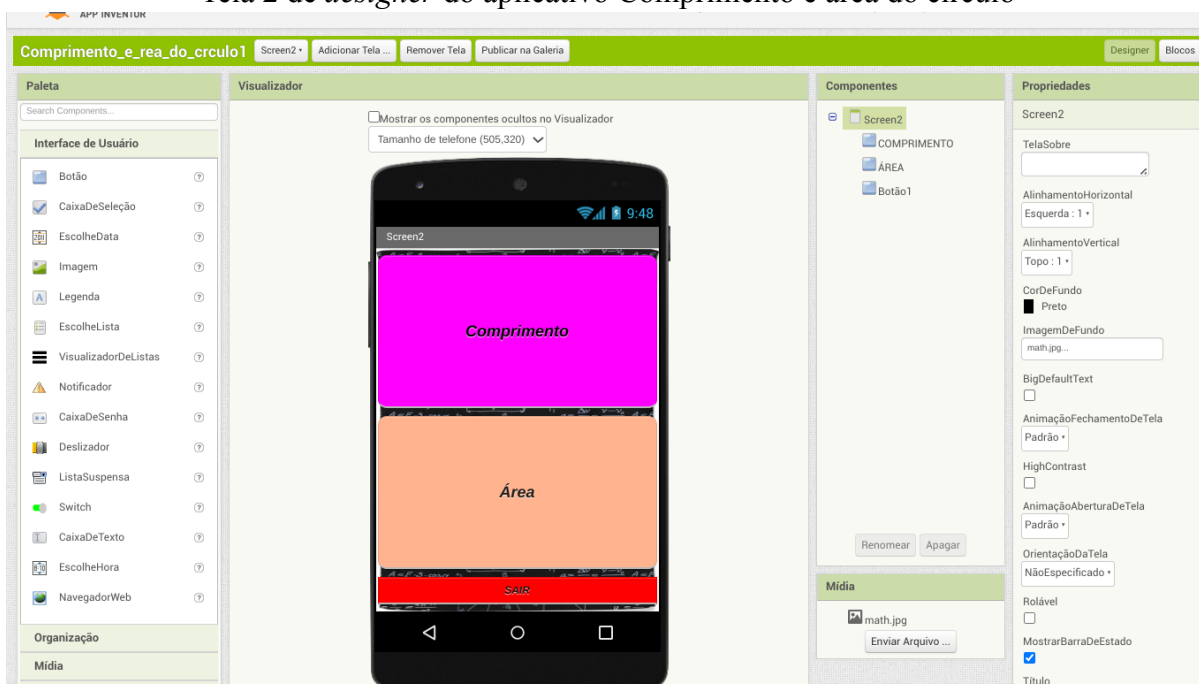 Tela 2 de designer do aplicativo Comprimento e área do círculo
APP INVENTOR
Comprimento_e_rea_do_crculo1 Screen2 Adicionar Tela ... Remover Tela Publicar na Galeria Designer Blocos
Paleta
Search Components...
Interface de Usuário
Botão
CaixaDeSeleção
EscolheData
Imagem
Legenda
EscolheLista
VisualizadorDeListas
Notificador
CaixaDeSenha
Deslizador
ListaSuspensa
Switch
CaixaDeTexto
EscolheHora
NavegadorWeb
Organização
Mídia
Visualizador
Mostrar os componentes ocultos no Visualizador
Tamanho de telefone (505,320)
9:48
Screen2
Comprimento
Área
SAIR
Componentes
Screen2
COMPRIMENTO
ÁREA
Botão1
Renomear Apagar
Mídia
math.jpg
Enviar Arquivo ...
Propriedades
Screen2
TelaSobre
AlinhamentoHorizontal
Esquerda : 1
AlinhamentoVertical
Topo : 1
CorDeFundo
Preto
ImagemDeFundo
math.jpg...
BigDefaultText
AnimaçãoFechamentoDeTela
Padrão
HighContrast
AnimaçãoAberturaDeTela
Padrão
OrientaçãoDaTela
NãoEspecificado
Rolável
MostrarBarraDeEstado
Título